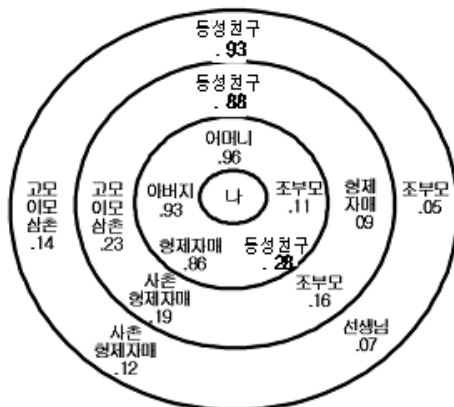 동성친구
.93
동성친구
.88
어머니
.96
아버지
.93
나
조부모
.11
형제자매
.86
동성친구
.28
고모
이모
삼촌
.23
형제
자매
09
사촌
형제자매
.19
조부모
.16
고모
이모
삼촌
.14
조부모
.05
사촌
형제자매
.12
선생님
.07